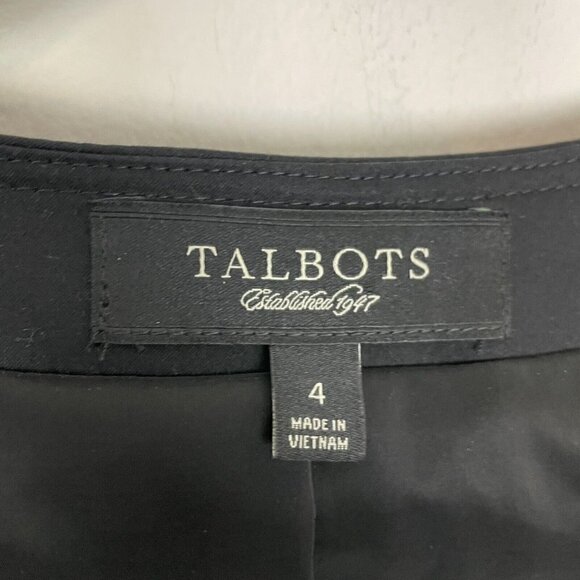 TALBOTS
Established 1947
4
MADE IN
VIETNAM